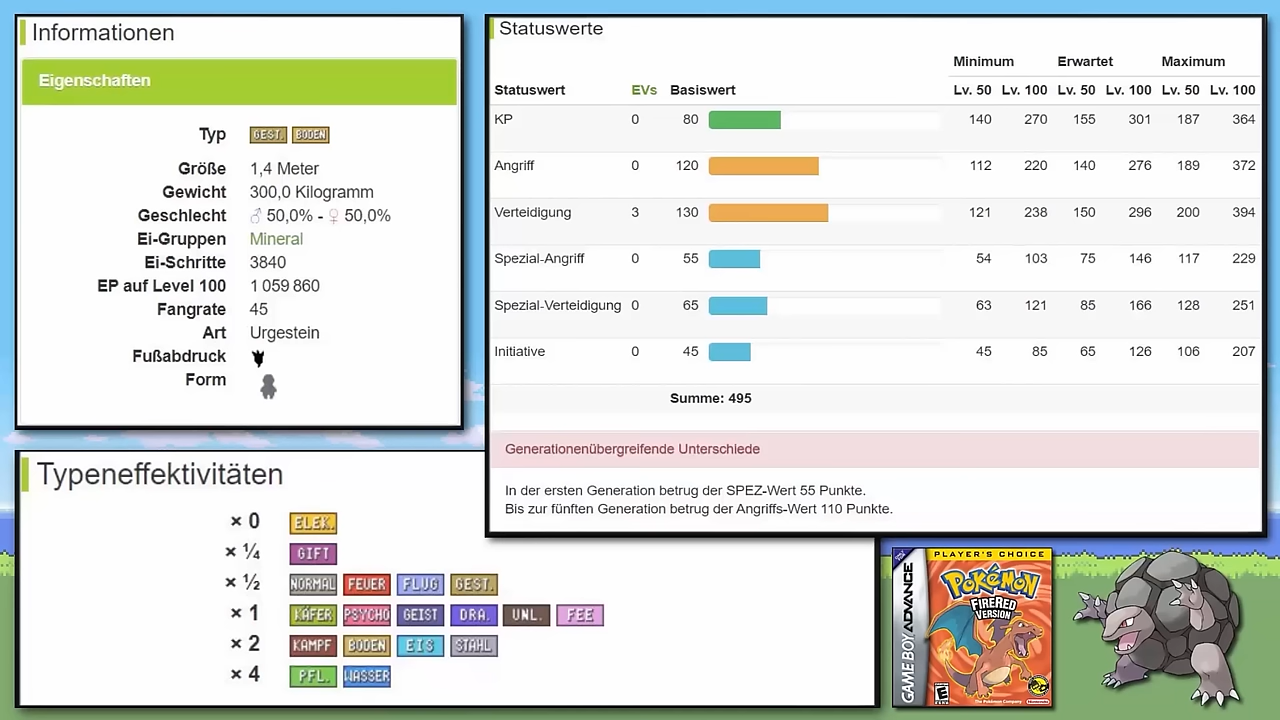 Informationen
Eigenschaften
Typ GEST. BODEN
Größe 1,4 Meter
Gewicht 300,0 Kilogramm
Geschlecht ♂ 50,0% - ♀ 50,0%
Ei-Gruppen Mineral
Ei-Schritte 3840
EP auf Level 100 1 059 860
Fangrate 45
Art Urgestein
Fußabdruck
Form
Statuswerte
Minimum Erwartet Maximum
Statuswert EVs Basiswert Lv. 50 Lv. 100 Lv. 50 Lv. 100 Lv. 50 Lv. 100
KP 0 80 140 270 155 301 187 364
Angriff 0 120 112 220 140 276 189 372
Verteidigung 3 130 121 238 150 296 200 394
Spezial-Angriff 0 55 54 103 75 146 117 229
Spezial-Verteidigung 0 65 63 121 85 166 128 251
Initiative 0 45 45 85 65 126 106 207
Summe: 495
Generationenübergreifende Unterschiede
In der ersten Generation betrug der SPEZ-Wert 55 Punkte.
Bis zur fünften Generation betrug der Angriffs-Wert 110 Punkte.
Typeneffektivitäten
× 0 ELEK.
× ¼ GIFT
× ½ NORMAL FEUER FLUG GEST.
× 1 KÄFER PSYCHO GEIST DRA. UNL. FEE
× 2 KAMPF BODEN EIS STAHL
× 4 PFL. WASSER
PLAYER'S CHOICE
GAME BOY ADVANCE
POKéMON
FIRERED
VERSION
E
The Pokémon Company
Nintendo